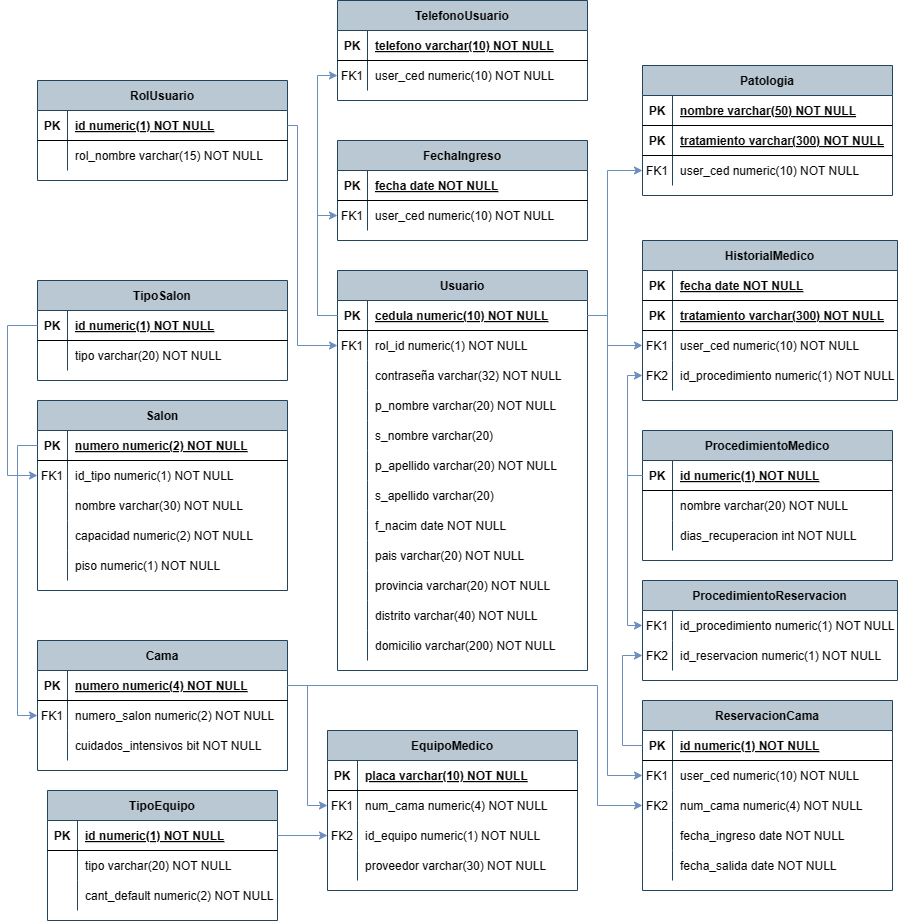 TelefonoUsuario
PK telefono varchar(10) NOT NULL
FK1 user_ced numeric(10) NOT NULL
RolUsuario
PK id numeric(1) NOT NULL
rol_nombre varchar(15) NOT NULL
FechaIngreso
PK fecha date NOT NULL
FK1 user_ced numeric(10) NOT NULL
Patologia
PK nombre varchar(50) NOT NULL
PK tratamiento varchar(300) NOT NULL
FK1 user_ced numeric(10) NOT NULL
TipoSalon
PK id numeric(1) NOT NULL
tipo varchar(20) NOT NULL
Usuario
PK cedula numeric(10) NOT NULL
FK1 rol_id numeric(1) NOT NULL
contraseña varchar(32) NOT NULL
p_nombre varchar(20) NOT NULL
s_nombre varchar(20)
p_apellido varchar(20) NOT NULL
s_apellido varchar(20)
f_nacim date NOT NULL
pais varchar(20) NOT NULL
provincia varchar(20) NOT NULL
distrito varchar(40) NOT NULL
domicilio varchar(200) NOT NULL
HistorialMedico
PK fecha date NOT NULL
PK tratamiento varchar(300) NOT NULL
FK1 user_ced numeric(10) NOT NULL
FK2 id_procedimiento numeric(1) NOT NULL
Salon
PK numero numeric(2) NOT NULL
FK1 id_tipo numeric(1) NOT NULL
nombre varchar(30) NOT NULL
capacidad numeric(2) NOT NULL
piso numeric(1) NOT NULL
ProcedimientoMedico
PK id numeric(1) NOT NULL
nombre varchar(20) NOT NULL
dias_recuperacion int NOT NULL
ProcedimientoReservacion
FK1 id_procedimiento numeric(1) NOT NULL
FK2 id_reservacion numeric(1) NOT NULL
Cama
PK numero numeric(4) NOT NULL
FK1 numero_salon numeric(2) NOT NULL
cuidados_intensivos bit NOT NULL
EquipoMedico
PK placa varchar(10) NOT NULL
FK1 num_cama numeric(4) NOT NULL
FK2 id_equipo numeric(1) NOT NULL
proveedor varchar(30) NOT NULL
ReservacionCama
PK id numeric(1) NOT NULL
FK1 user_ced numeric(10) NOT NULL
FK2 num_cama numeric(4) NOT NULL
fecha_ingreso date NOT NULL
fecha_salida date NOT NULL
TipoEquipo
PK id numeric(1) NOT NULL
tipo varchar(20) NOT NULL
cant_default numeric(2) NOT NULL